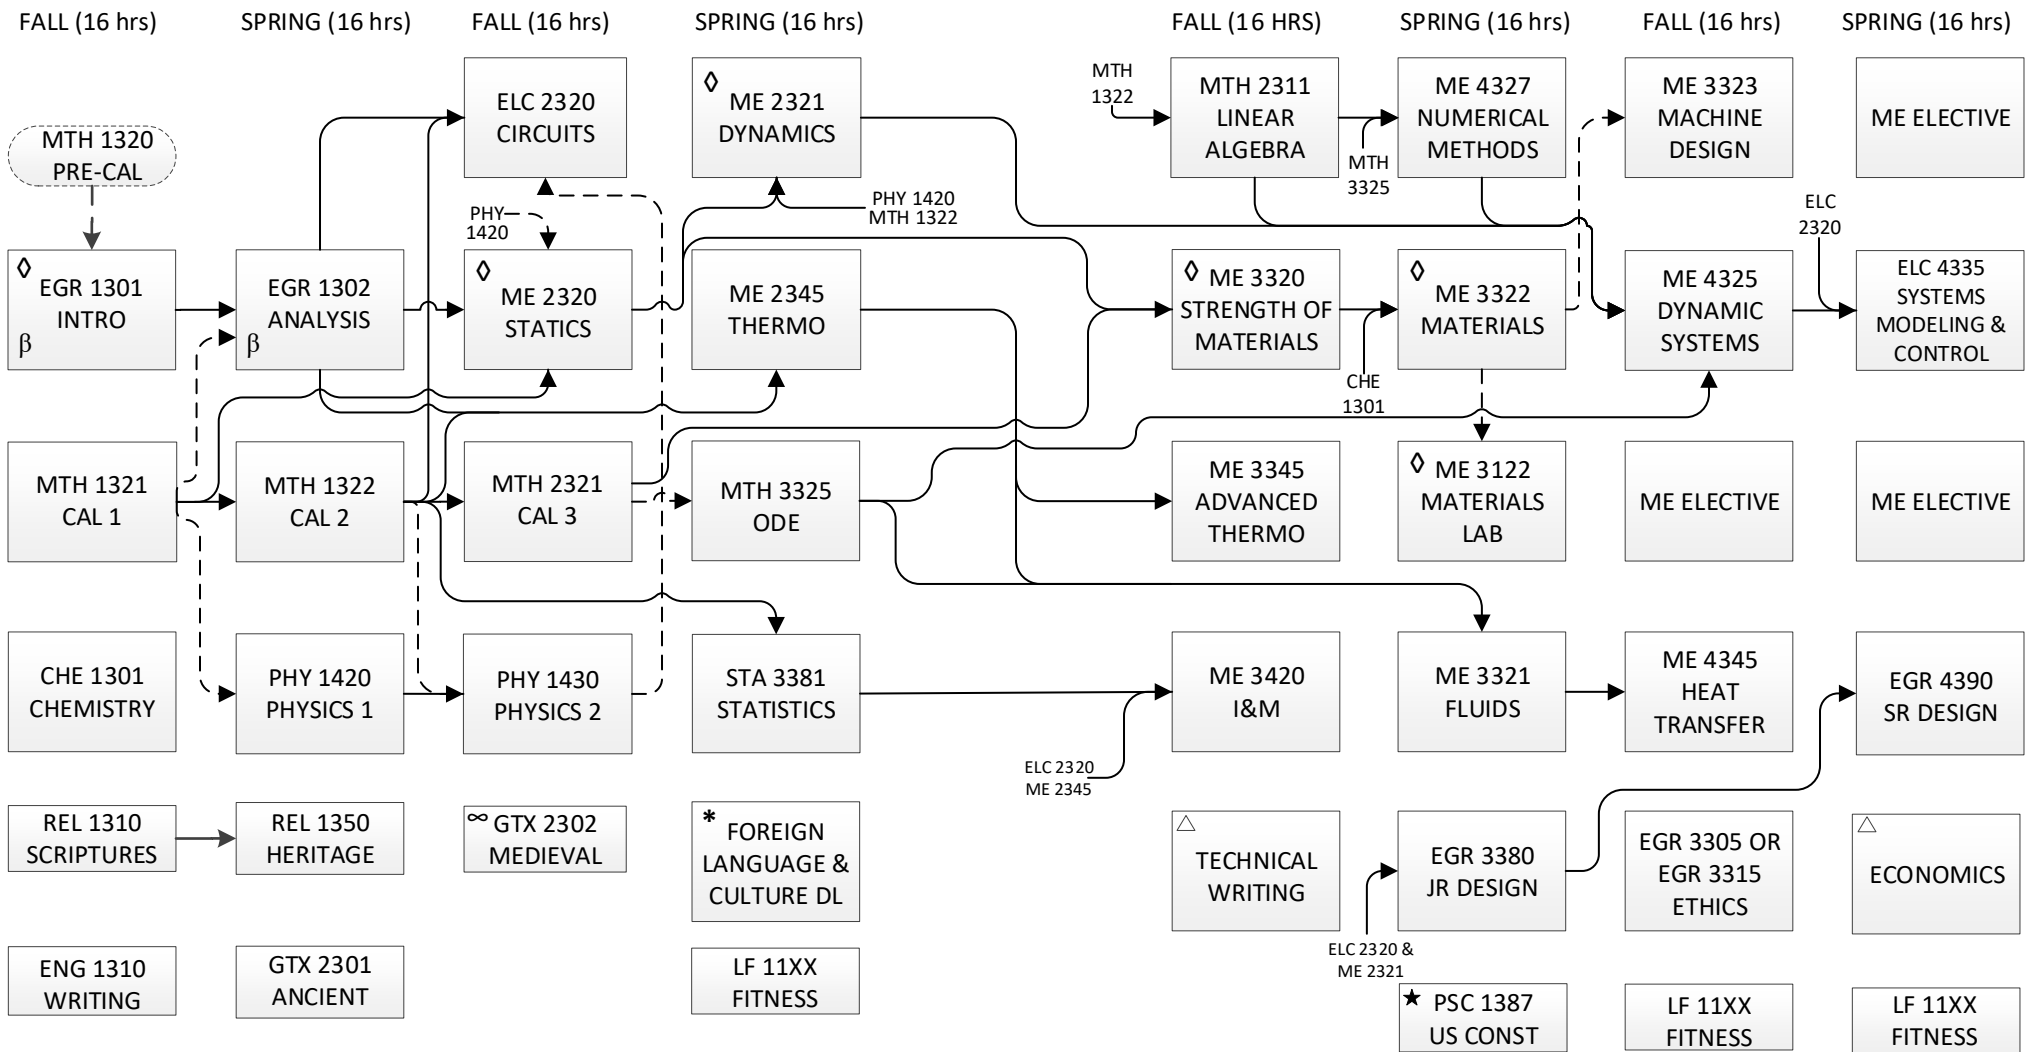 FALL (16 hrs)
SPRING (16 hrs)
FALL (16 hrs)
SPRING (16 hrs)
FALL (16 HRS)
SPRING (16 hrs)
FALL (16 hrs)
SPRING (16 hrs)
MTH 1320
PRE-CAL
ELC 2320
CIRCUITS
◊
ME 2321
DYNAMICS
MTH
1322
MTH 2311
LINEAR
ALGEBRA
ME 4327
NUMERICAL
METHODS
MTH
3325
ME 3323
MACHINE
DESIGN
ME ELECTIVE
PHY
1420
PHY 1420
MTH 1322
ELC
2320
◊
EGR 1301
INTRO
β
EGR 1302
ANALYSIS
β
◊
ME 2320
STATICS
ME 2345
THERMO
◊
ME 3320
STRENGTH OF
MATERIALS
◊
ME 3322
MATERIALS
CHE
1301
ME 4325
DYNAMIC
SYSTEMS
ELC 4335
SYSTEMS
MODELING &
CONTROL
MTH 1321
CAL 1
MTH 1322
CAL 2
MTH 2321
CAL 3
MTH 3325
ODE
ME 3345
ADVANCED
THERMO
◊
ME 3122
MATERIALS
LAB
ME ELECTIVE
ME ELECTIVE
CHE 1301
CHEMISTRY
PHY 1420
PHYSICS 1
PHY 1430
PHYSICS 2
STA 3381
STATISTICS
ME 3420
I&M
ME 3321
FLUIDS
ME 4345
HEAT
TRANSFER
EGR 4390
SR DESIGN
ELC 2320
ME 2345
REL 1310
SCRIPTURES
REL 1350
HERITAGE
∞ GTX 2302
MEDIEVAL
* FOREIGN
LANGUAGE &
CULTURE DL
△
TECHNICAL
WRITING
EGR 3380
JR DESIGN
EGR 3305 OR
EGR 3315
ETHICS
△
ECONOMICS
ELC 2320 &
ME 2321
ENG 1310
WRITING
GTX 2301
ANCIENT
LF 11XX
FITNESS
★ PSC 1387
US CONST
LF 11XX
FITNESS
LF 11XX
FITNESS